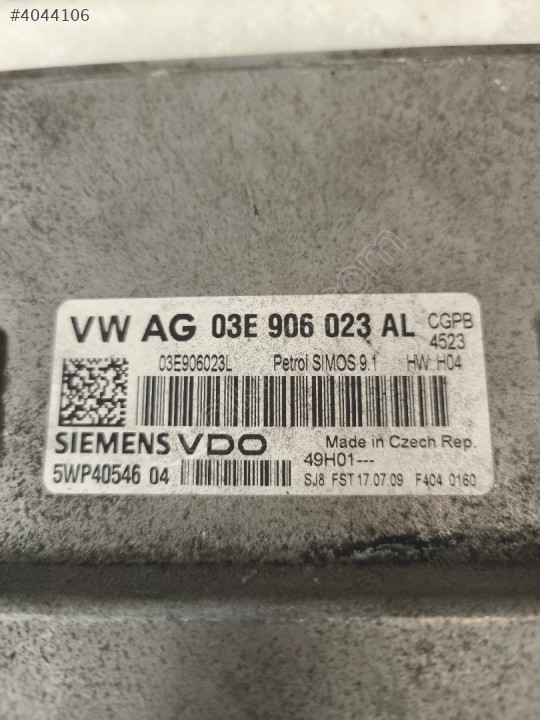 #4044106
VW AG 03E 906 023 AL CGPB
4523
03E906023L Petrol SIMOS 9.1 HW: H04
SIEMENS VDO Made in Czech Rep.
49H01---
5WP40546 04 SJ8 FST 17.07.09 F404 0160